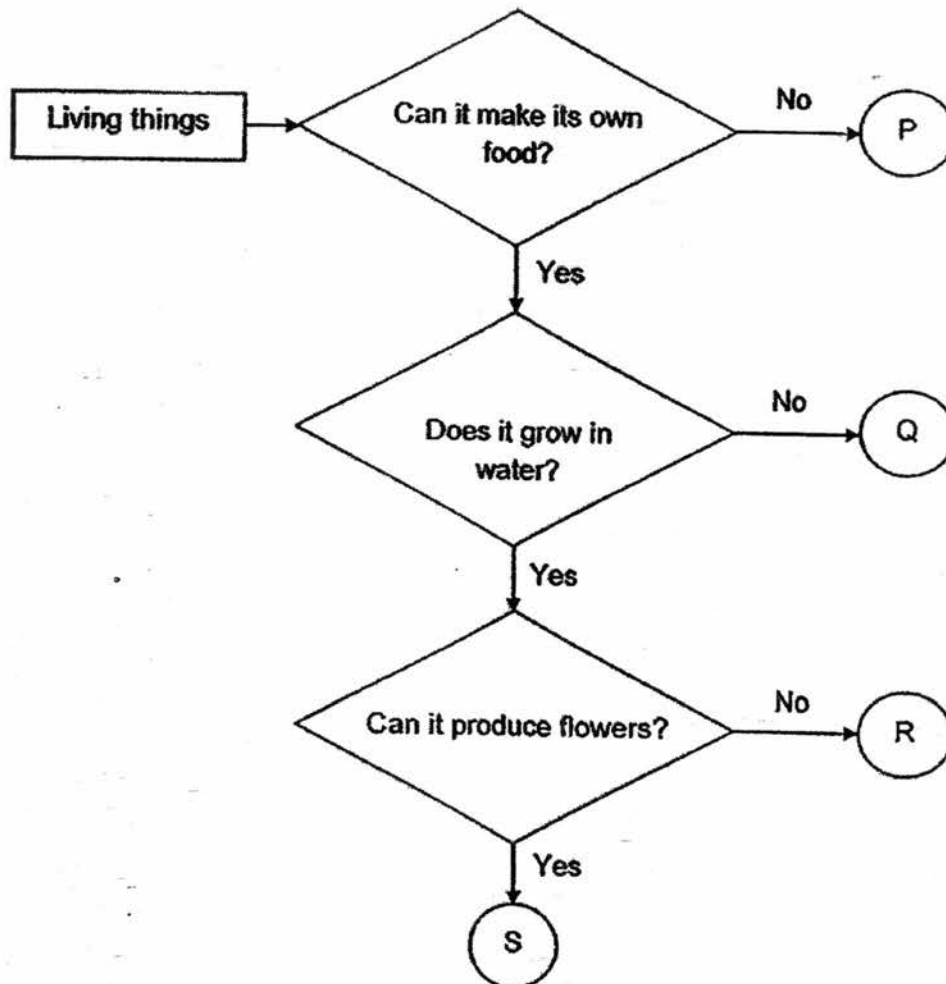 Living things
Can it make its own
food?
No
P
Yes
Does it grow in
water?
No
Q
Yes
Can it produce flowers?
No
R
Yes
S